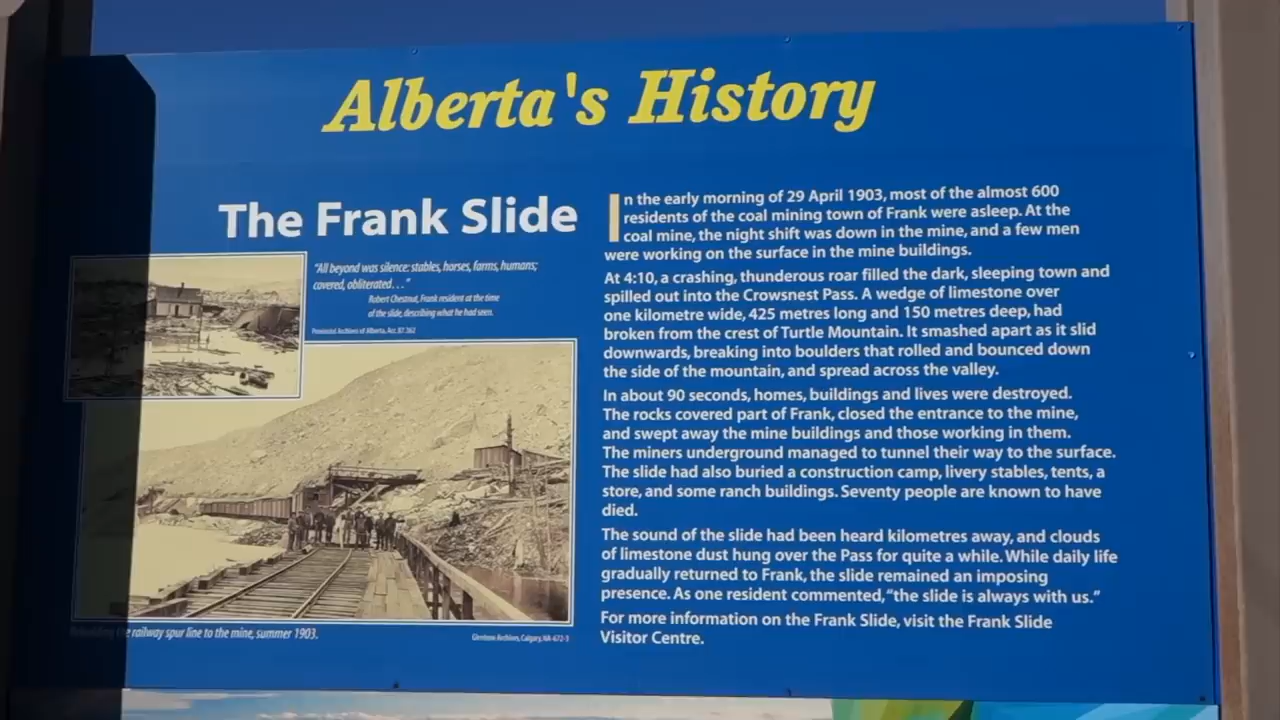 Alberta's History
The Frank Slide
"All beyond was silence: stables, horses, farms, humans;
covered, obliterated..."
Robert Chestnut, Frank resident at the time
of the slide, describing what he had seen.
Provincial Archives of Alberta, Acc.
the railway spur line to the mine, summer 1903.
Glenbow Archives, Calgary, NA-672-3
In the early morning of 29 April 1903, most of the almost 600
residents of the coal mining town of Frank were asleep. At the
coal mine, the night shift was down in the mine, and a few men
were working on the surface in the mine buildings.
At 4:10, a crashing, thunderous roar filled the dark, sleeping town and
spilled out into the Crowsnest Pass. A wedge of limestone over
one kilometre wide, 425 metres long and 150 metres deep, had
broken from the crest of Turtle Mountain. It smashed apart as it slid
downwards, breaking into boulders that rolled and bounced down
the side of the mountain, and spread across the valley.
In about 90 seconds, homes, buildings and lives were destroyed.
The rocks covered part of Frank, closed the entrance to the mine,
and swept away the mine buildings and those working in them.
The miners underground managed to tunnel their way to the surface.
The slide had also buried a construction camp, livery stables, tents, a
store, and some ranch buildings. Seventy people are known to have
died.
The sound of the slide had been heard kilometres away, and clouds
of limestone dust hung over the Pass for quite a while. While daily life
gradually returned to Frank, the slide remained an imposing
presence. As one resident commented, "the slide is always with us."
For more information on the Frank Slide, visit the Frank Slide
Visitor Centre.